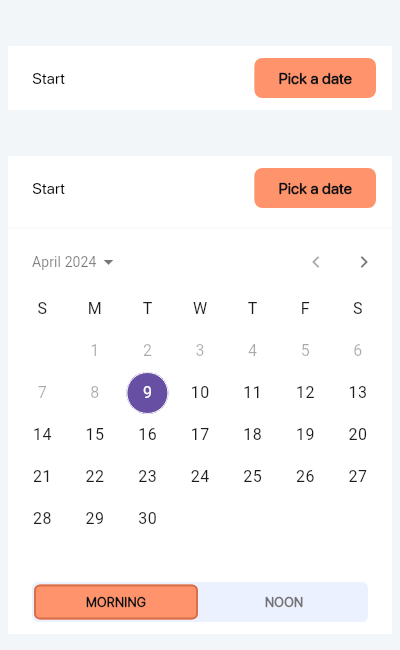 Start Pick a date
Start Pick a date
April 2024
S M T W T F S
1 2 3 4 5 6
7 8 9 10 11 12 13
14 15 16 17 18 19 20
21 22 23 24 25 26 27
28 29 30
MORNING NOON